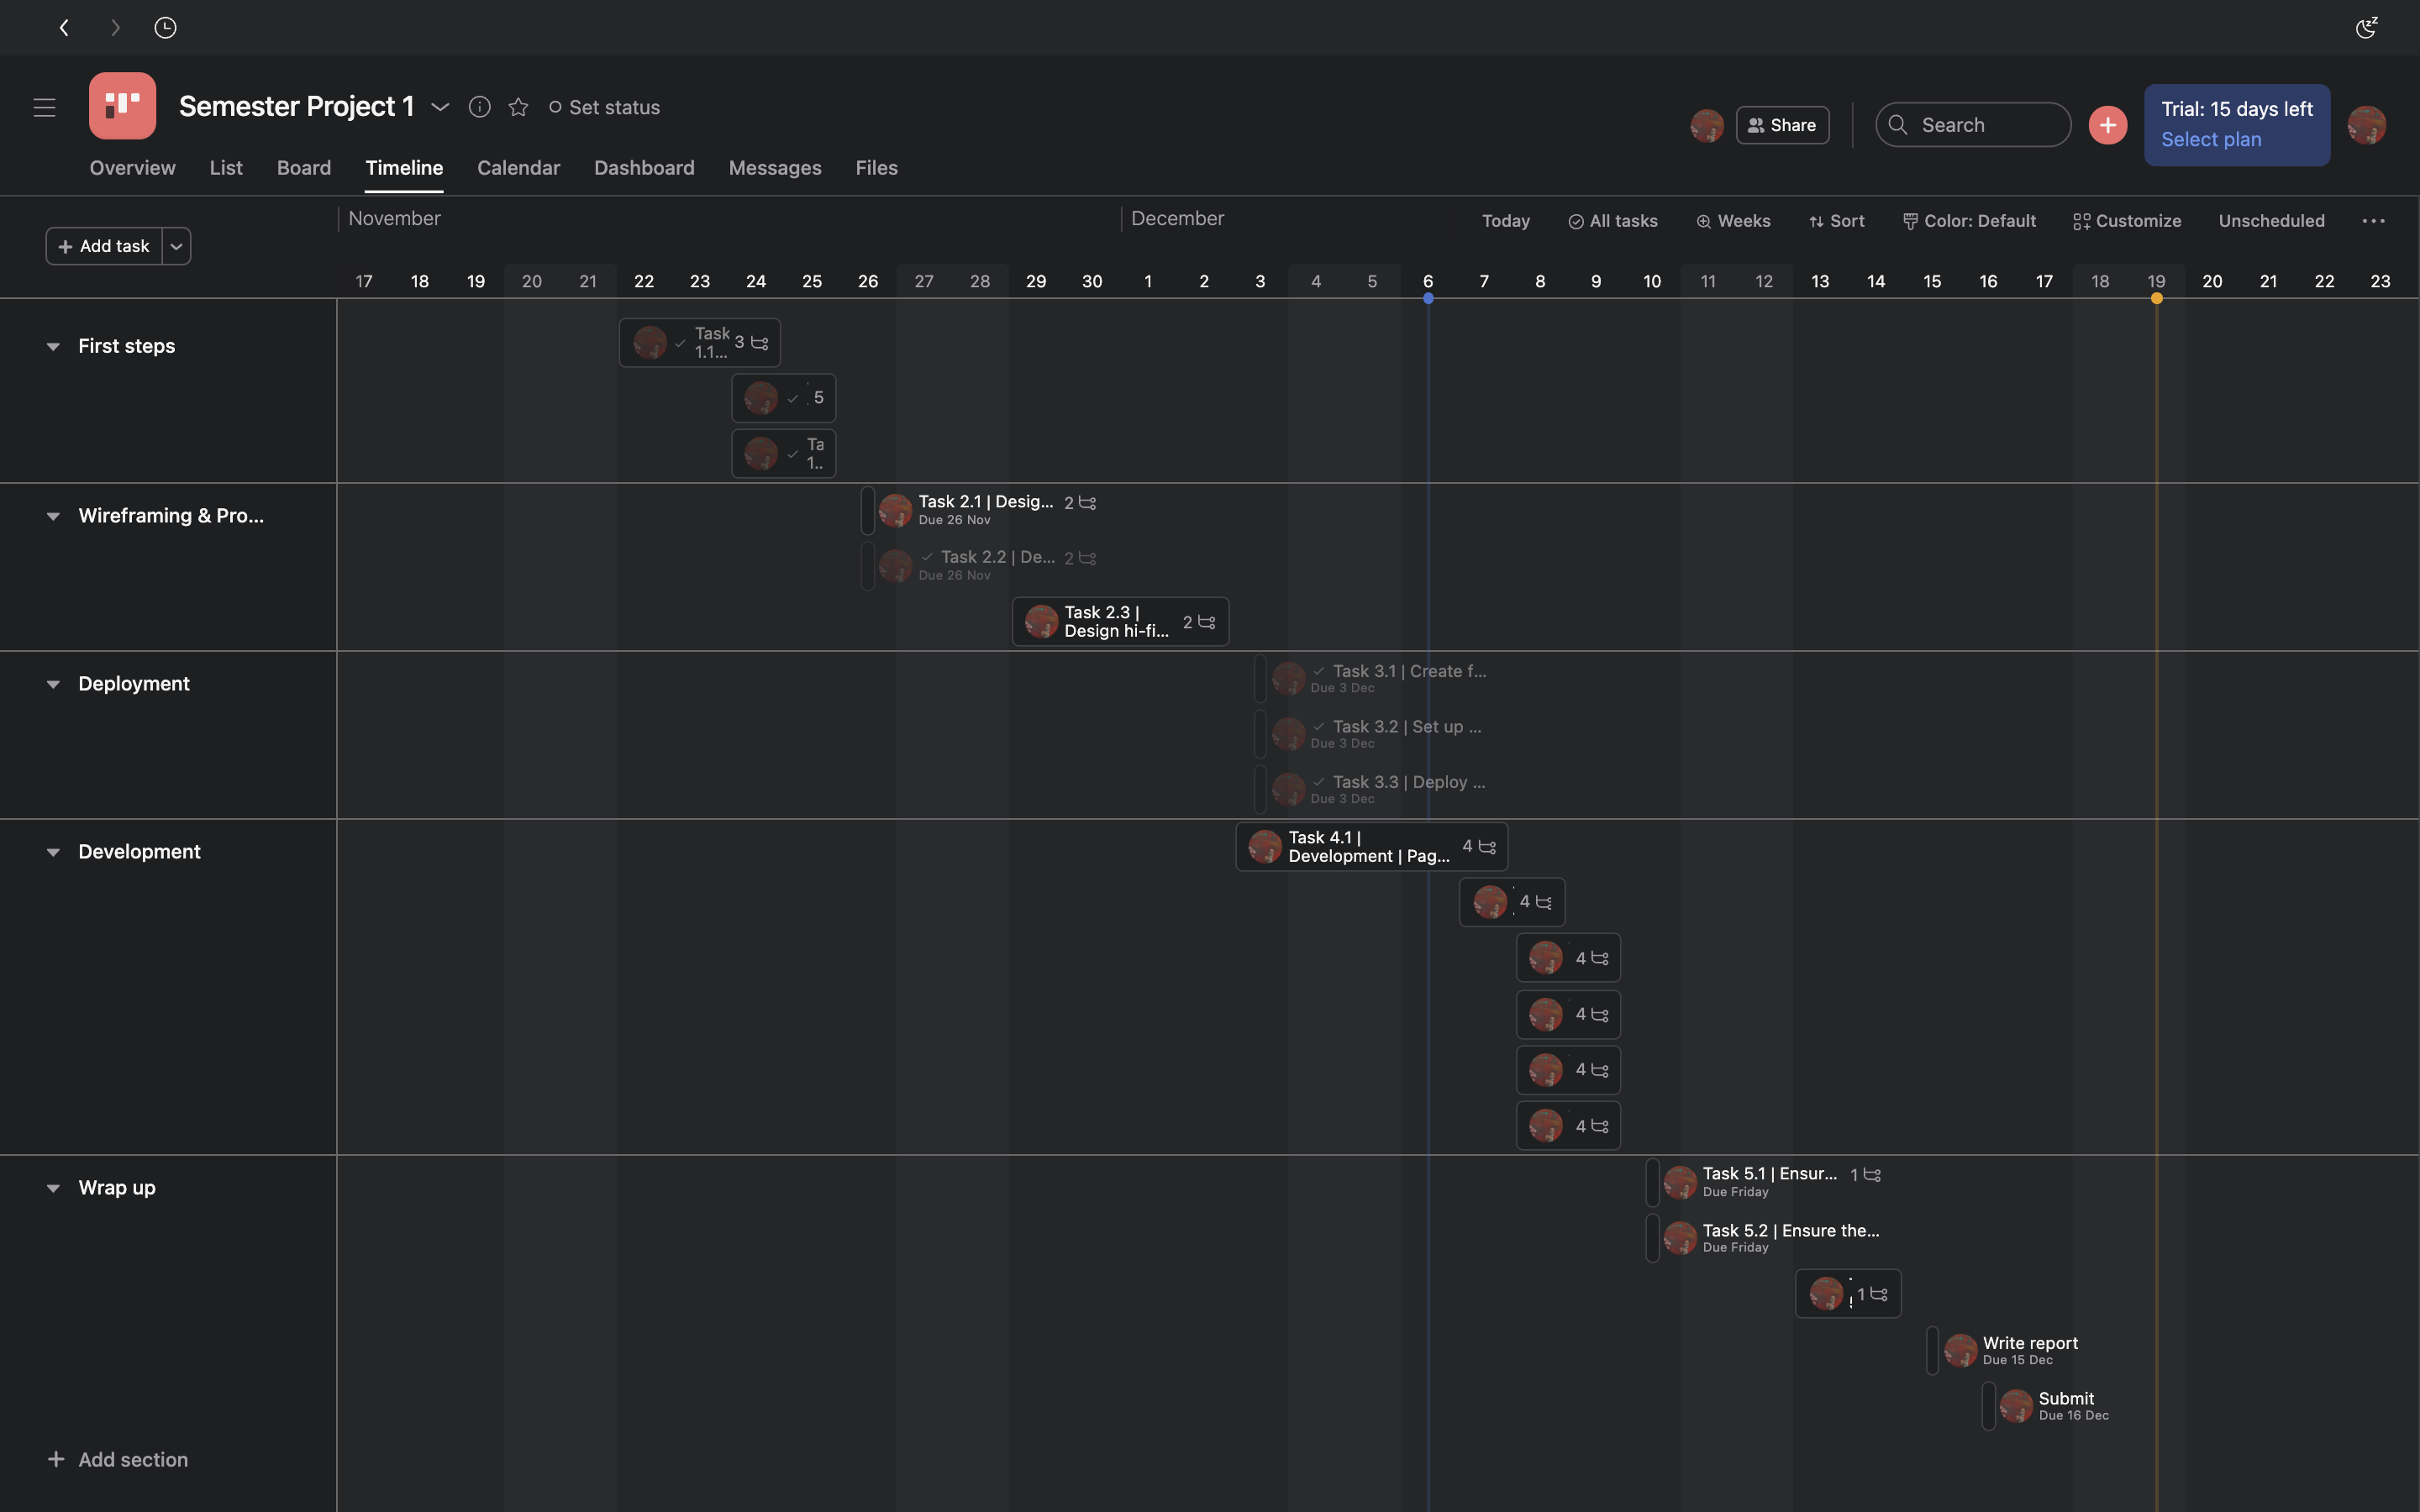 Semester Project 1
Set status
Share
Search
Trial: 15 days left
Select plan
Overview
List
Board
Timeline
Calendar
Dashboard
Messages
Files
Add task
November
December
Today
All tasks
Weeks
Sort
Color: Default
Customize
Unscheduled
17 18 19 20 21 22 23 24 25 26 27 28 29 30 1 2 3 4 5 6 7 8 9 10 11 12 13 14 15 16 17 18 19 20 21 22 23
First steps
Task
1.1... 3
5
Ta
1..
Wireframing & Pro...
Task 2.1 | Desig... 2
Due 26 Nov
Task 2.2 | De... 2
Due 26 Nov
Task 2.3 |
Design hi-fi... 2
Deployment
Task 3.1 | Create f...
Due 3 Dec
Task 3.2 | Set up ...
Due 3 Dec
Task 3.3 | Deploy ...
Due 3 Dec
Development
Task 4.1 |
Development | Pag... 4
4
4
4
4
4
Wrap up
Task 5.1 | Ensur... 1
Due Friday
Task 5.2 | Ensure the...
Due Friday
1
Write report
Due 15 Dec
Submit
Due 16 Dec
Add section